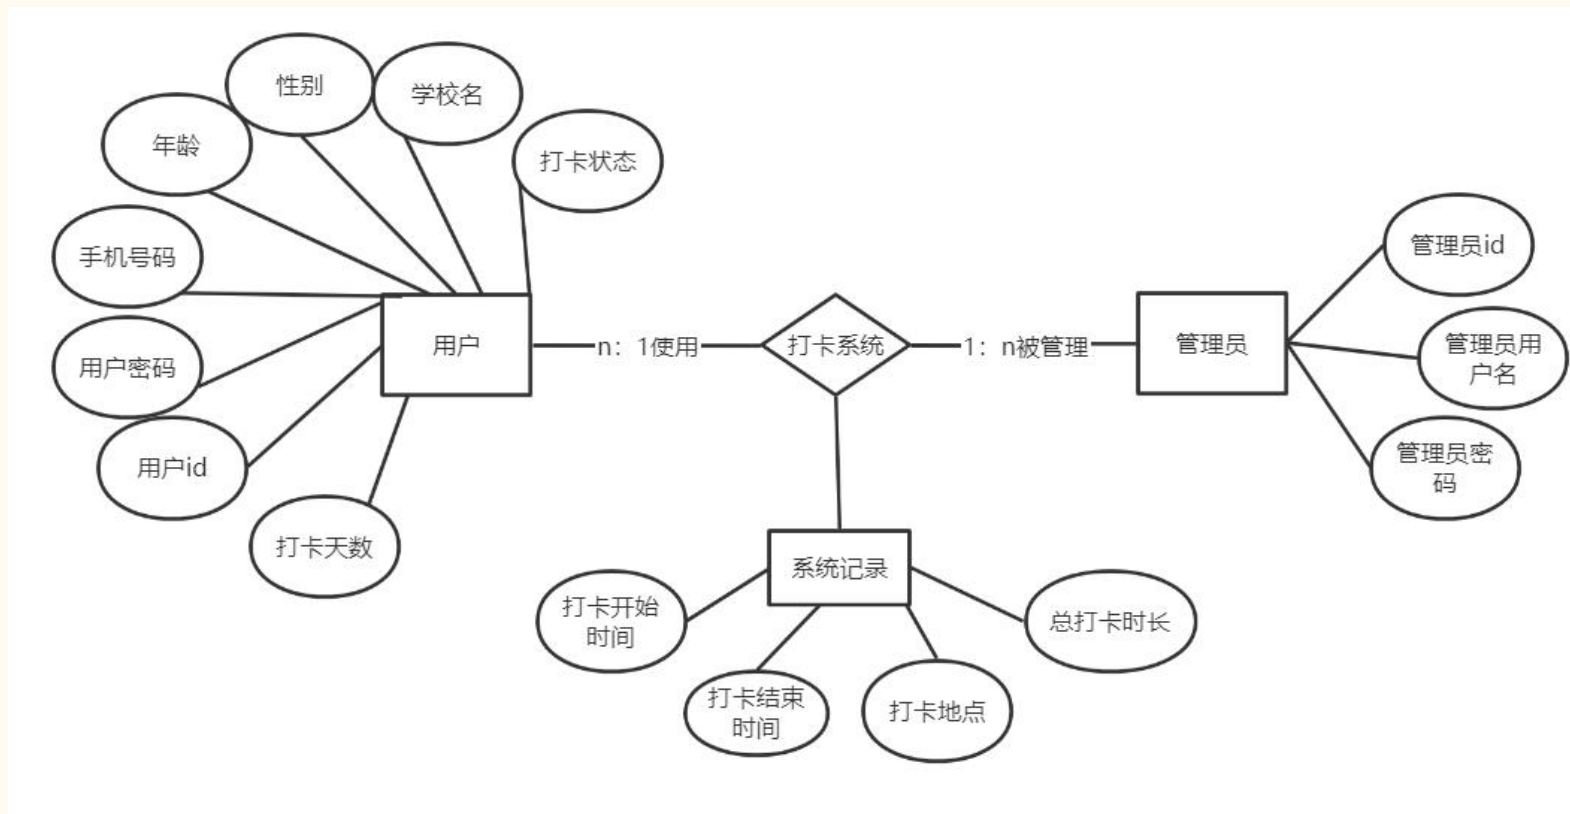 性别
学校名
年龄
打卡状态
手机号码
管理员id
用户
n：1使用
打卡系统
1：n被管理
管理员
管理员用
户名
用户密码
用户id
管理员密
码
打卡天数
系统记录
打卡开始
时间
总打卡时长
打卡结束
时间
打卡地点